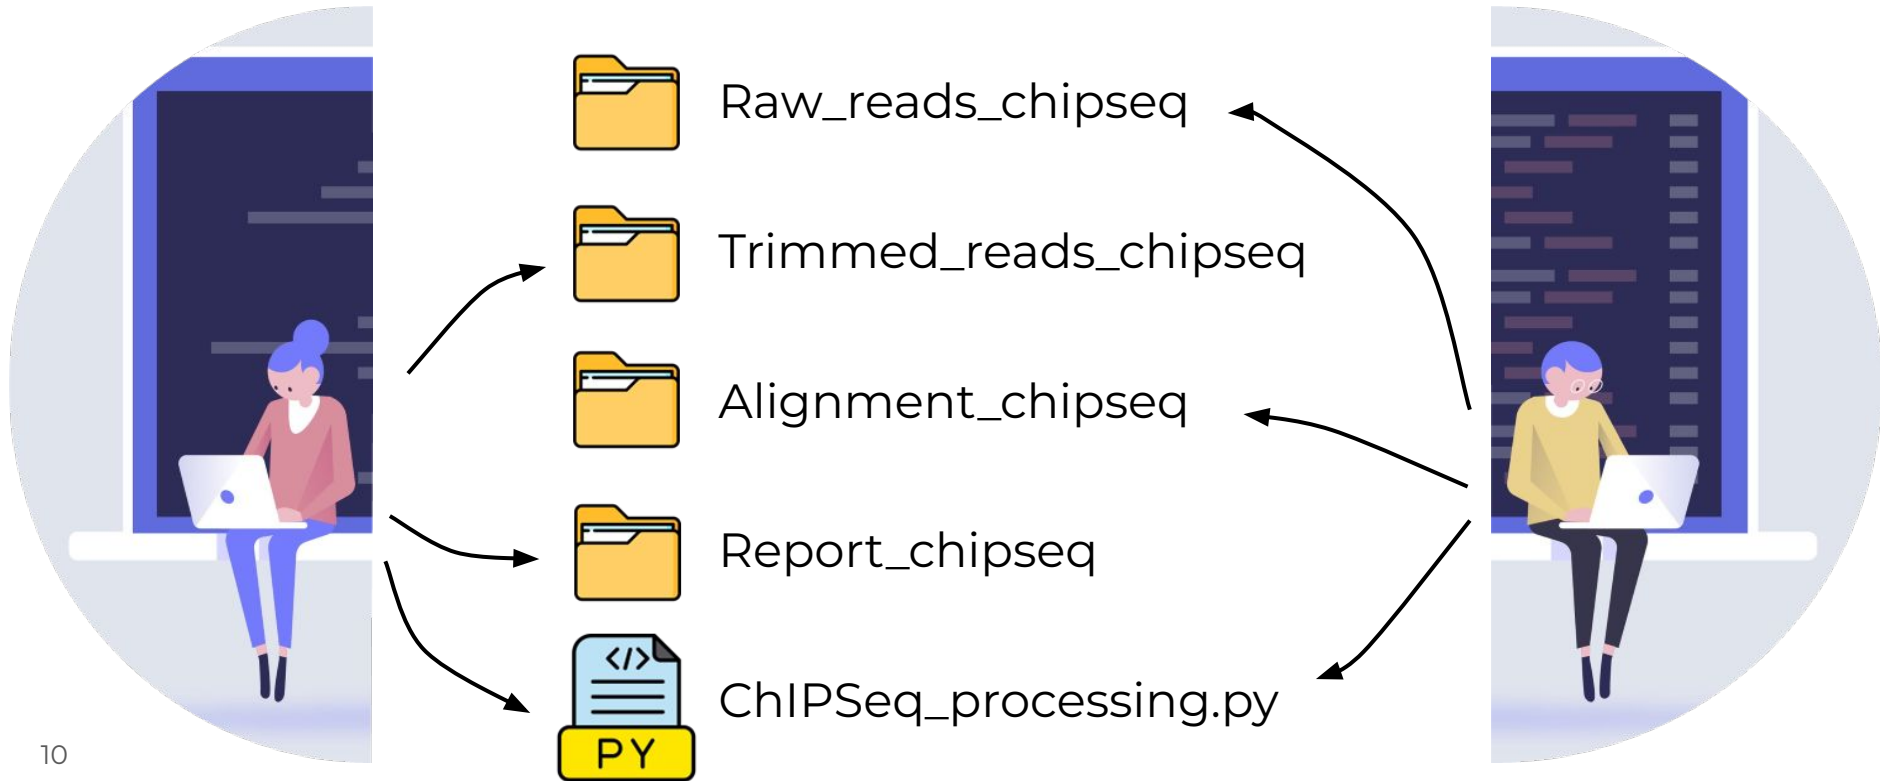 Raw_reads_chipseq
Trimmed_reads_chipseq
Alignment_chipseq
Report_chipseq
</>
PY
ChIPSeq_processing.py
10